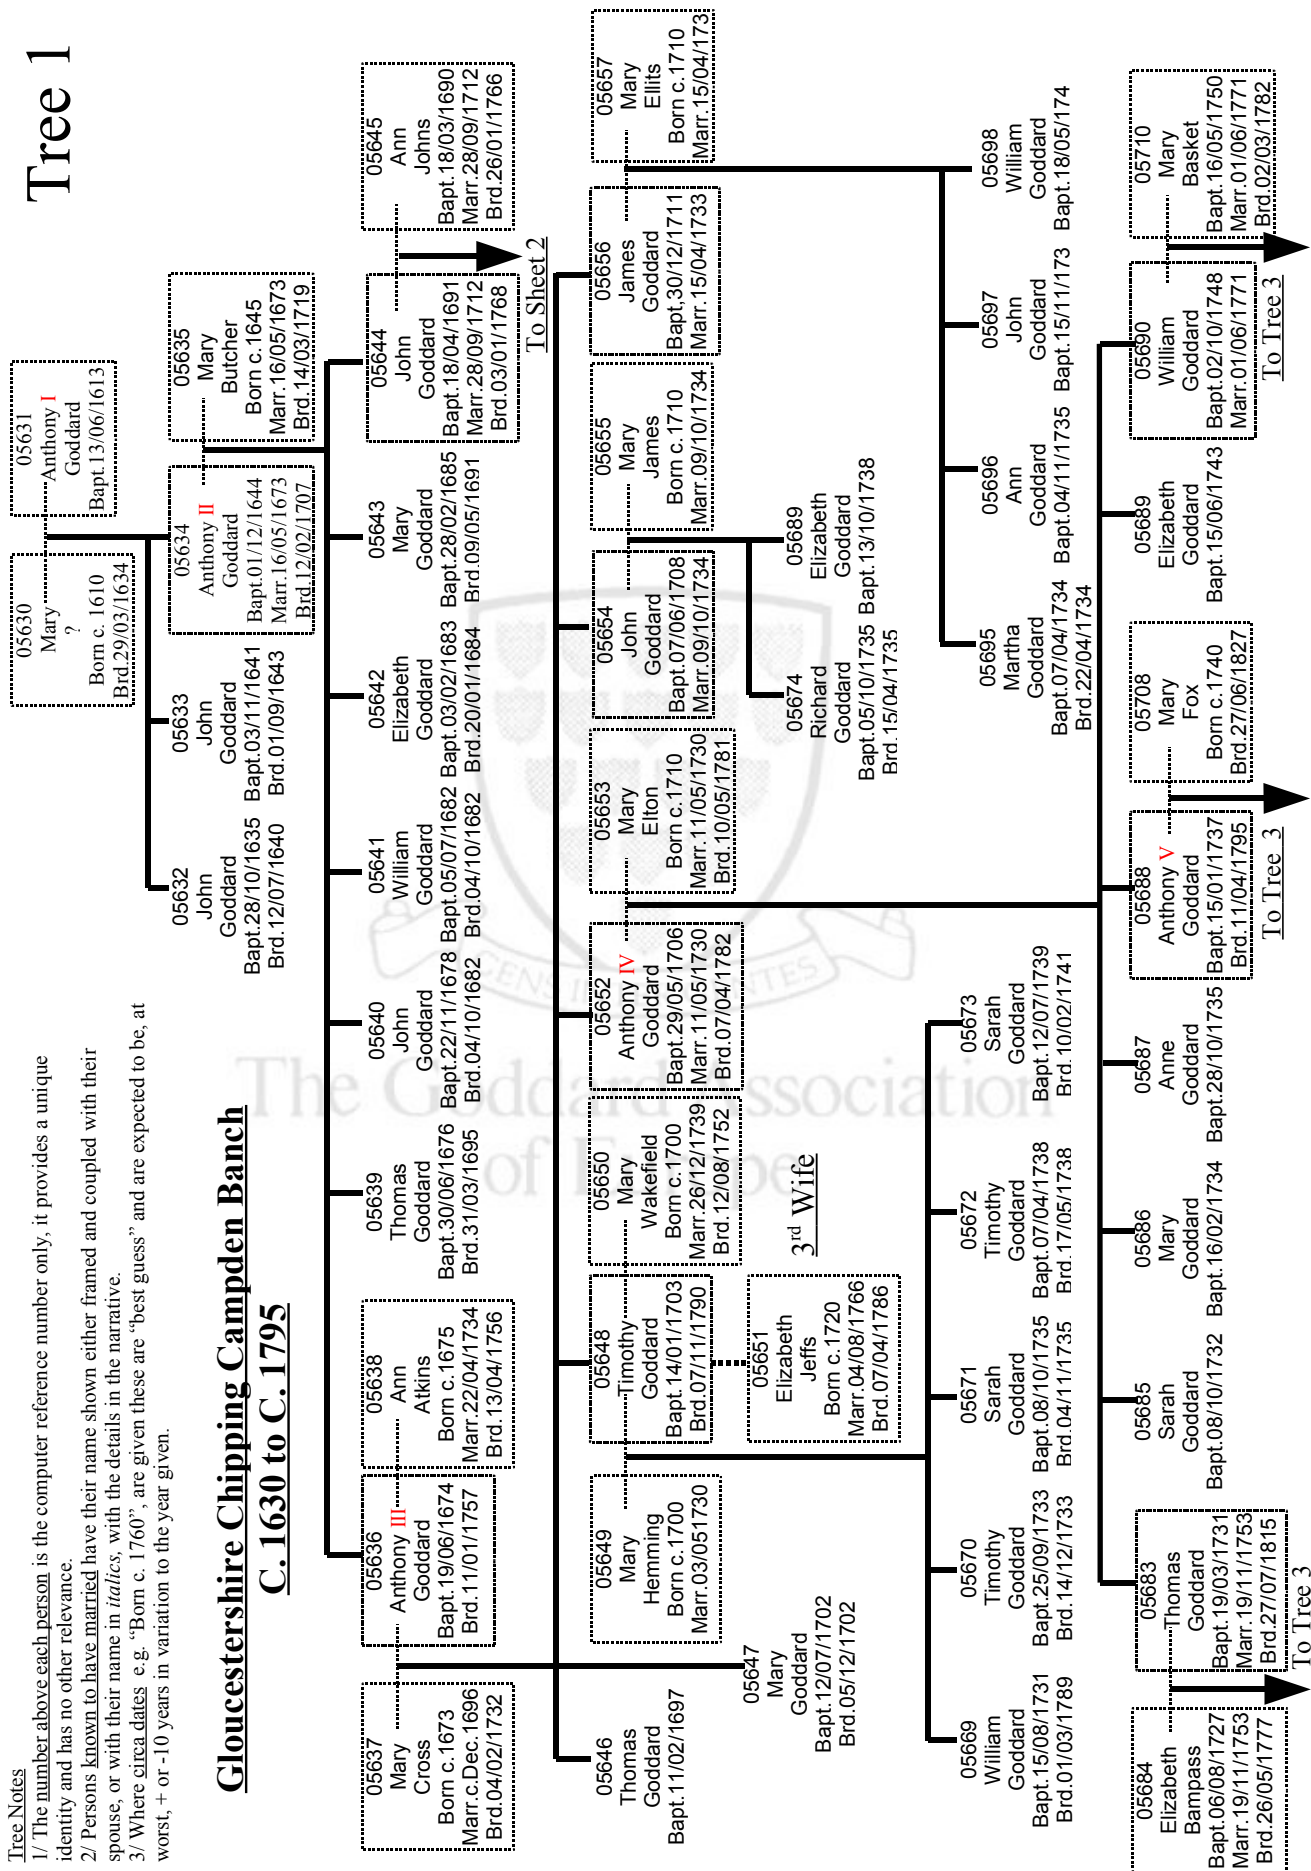 Tree 1
Tree Notes
1/ The number above each person is the computer reference number only, it provides a unique
identity and has no other relevance.
2/ Persons known to have married have their name shown either framed and coupled with their
spouse, or with their name in italics, with the details in the narrative.
3/ Where circa dates e.g. “Born c. 1760”, are given these are “best guess” and are expected to be, at
worst, + or -10 years in variation to the year given.
Gloucestershire Chipping Campden Banch
C. 1630 to C. 1795
05630
Mary
?
Born c. 1610
Brd.29/03/1634
05631
Anthony I
Goddard
Bapt.13/06/1613
05632
John
Goddard
Bapt.28/10/1635
Brd.12/07/1640
05633
John
Goddard
Bapt.03/11/1641
Brd.01/09/1643
05634
Anthony II
Goddard
Bapt.01/12/1644
Marr.16/05/1673
Brd.12/02/1707
05635
Mary
Butcher
Born c.1645
Marr.16/05/1673
Brd.14/03/1719
05637
Mary
Cross
Born c.1673
Marr.c.Dec.1696
Brd.04/02/1732
05636
Anthony III
Goddard
Bapt.19/06/1674
Brd.11/01/1757
05638
Ann
Atkins
Born c.1675
Marr.22/04/1734
Brd.13/04/1756
05639
Thomas
Goddard
Bapt.30/06/1676
Brd.31/03/1695
05640
John
Goddard
Bapt.22/11/1678
Brd.04/10/1682
05641
William
Goddard
Bapt.05/07/1682
Brd.04/10/1682
05642
Elizabeth
Goddard
Bapt.03/02/1683
Brd.20/01/1684
05643
Mary
Goddard
Bapt.28/02/1685
Brd.09/05/1691
05644
John
Goddard
Bapt.18/04/1691
Marr.28/09/1712
Brd.03/01/1768
05645
Ann
Johns
Bapt.18/03/1690
Marr.28/09/1712
Brd.26/01/1766
To Sheet 2
05646
Thomas
Goddard
Bapt.11/02/1697
05647
Mary
Goddard
Bapt.12/07/1702
Brd.05/12/1702
05649
Mary
Hemming
Born c.1700
Marr.03/051730
05648
Timothy
Goddard
Bapt.14/01/1703
Brd.07/11/1790
05650
Mary
Wakefield
Born c.1700
Marr.26/12/1739
Brd.12/08/1752
05651
Elizabeth
Jeffs
Born c.1720
Marr.04/08/1766
Brd.07/04/1786
3rd Wife
05652
Anthony IV
Goddard
Bapt.29/05/1706
Marr.11/05/1730
Brd.07/04/1782
05653
Mary
Elton
Born c.1710
Marr.11/05/1730
Brd.10/05/1781
05654
John
Goddard
Bapt.07/06/1708
Marr.09/10/1734
05655
Mary
James
Born c.1710
Marr.09/10/1734
05656
James
Goddard
Bapt,30/12/1711
Marr.15/04/1733
05657
Mary
Ellits
Born c.1710
Marr.15/04/173
05674
Richard
Goddard
Bapt.05/10/1735
Brd.15/04/1735
05689
Elizabeth
Goddard
Bapt.13/10/1738
05669
William
Goddard
Bapt.15/08/1731
Brd.01/03/1789
05670
Timothy
Goddard
Bapt.25/09/1733
Brd.14/12/1733
05671
Sarah
Goddard
Bapt.08/10/1735
Brd.04/11/1735
05672
Timothy
Goddard
Bapt.07/04/1738
Brd.17/05/1738
05673
Sarah
Goddard
Bapt.12/07/1739
Brd.10/02/1741
05695
Martha
Goddard
Bapt.07/04/1734
Brd.22/04/1734
05696
Ann
Goddard
Bapt.04/11/1735
05697
John
Goddard
Bapt.15/11/173
05698
William
Goddard
Bapt.18/05/174
05684
Elizabeth
Bampass
Bapt.06/08/1727
Marr.19/11/1753
Brd.26/05/1777
05683
Thomas
Goddard
Bapt.19/03/1731
Marr.19/11/1753
Brd.27/07/1815
To Tree 3
05685
Sarah
Goddard
Bapt.08/10/1732
05686
Mary
Goddard
Bapt.16/02/1734
05687
Anne
Goddard
Bapt.28/10/1735
05688
Anthony V
Goddard
Bapt.15/01/1737
Brd.11/04/1795
To Tree 3
05708
Mary
Fox
Born c.1740
Brd.27/06/1827
05689
Elizabeth
Goddard
Bapt.15/06/1743
05690
William
Goddard
Bapt.02/10/1748
Marr.01/06/1771
To Tree 3
05710
Mary
Basket
Bapt.16/05/1750
Marr.01/06/1771
Brd.02/03/1782
The Goddard Association
of Europe